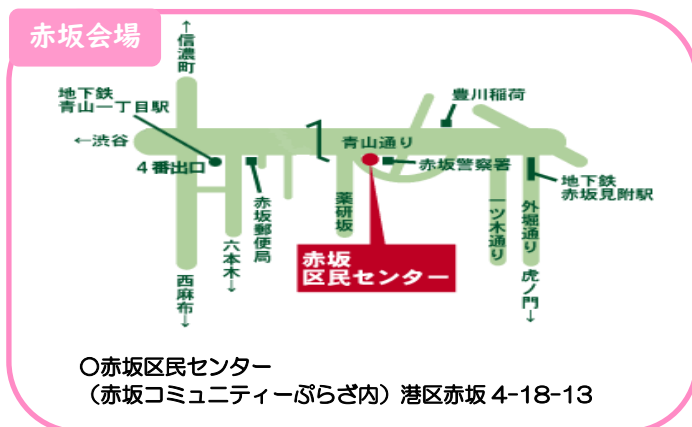 赤坂会場
↑信濃町
地下鉄
青山一丁目駅
←渋谷
4番出口
青山通り
豊川稲荷
赤坂警察署
地下鉄
赤坂見附駅
赤坂郵便局
薬研坂
一ツ木通り
外堀通り
六本木↓
西麻布↓
虎ノ門↓
赤坂
区民センター
〇赤坂区民センター
（赤坂コミュニティーぷらざ内）港区赤坂 4-18-13